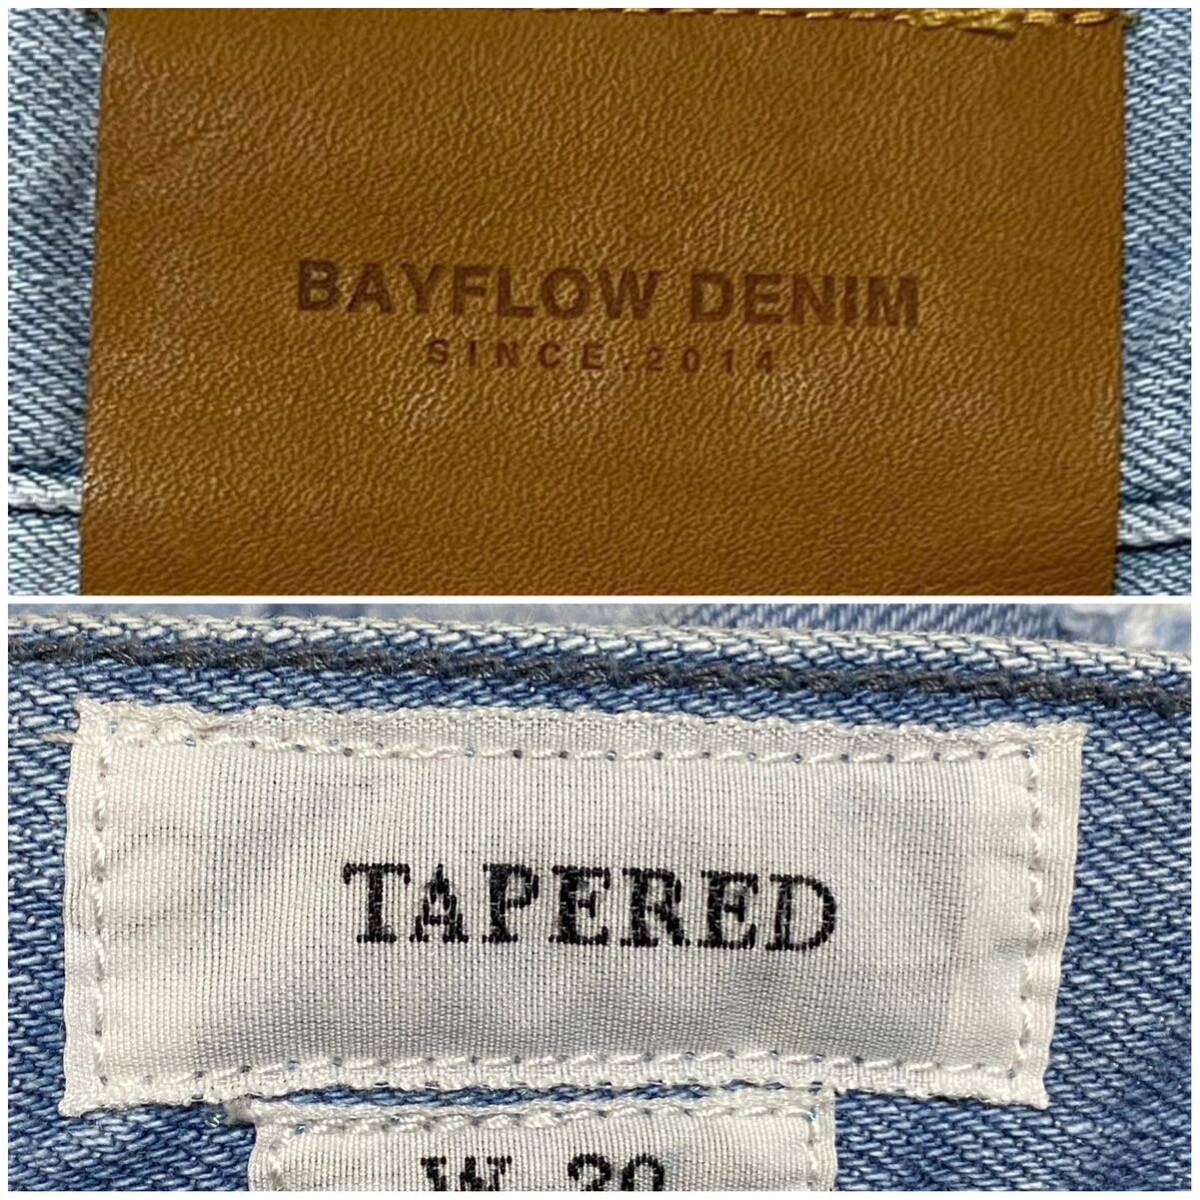 BAYFLOW DENIM
SINCE.2014
TAPERED
W